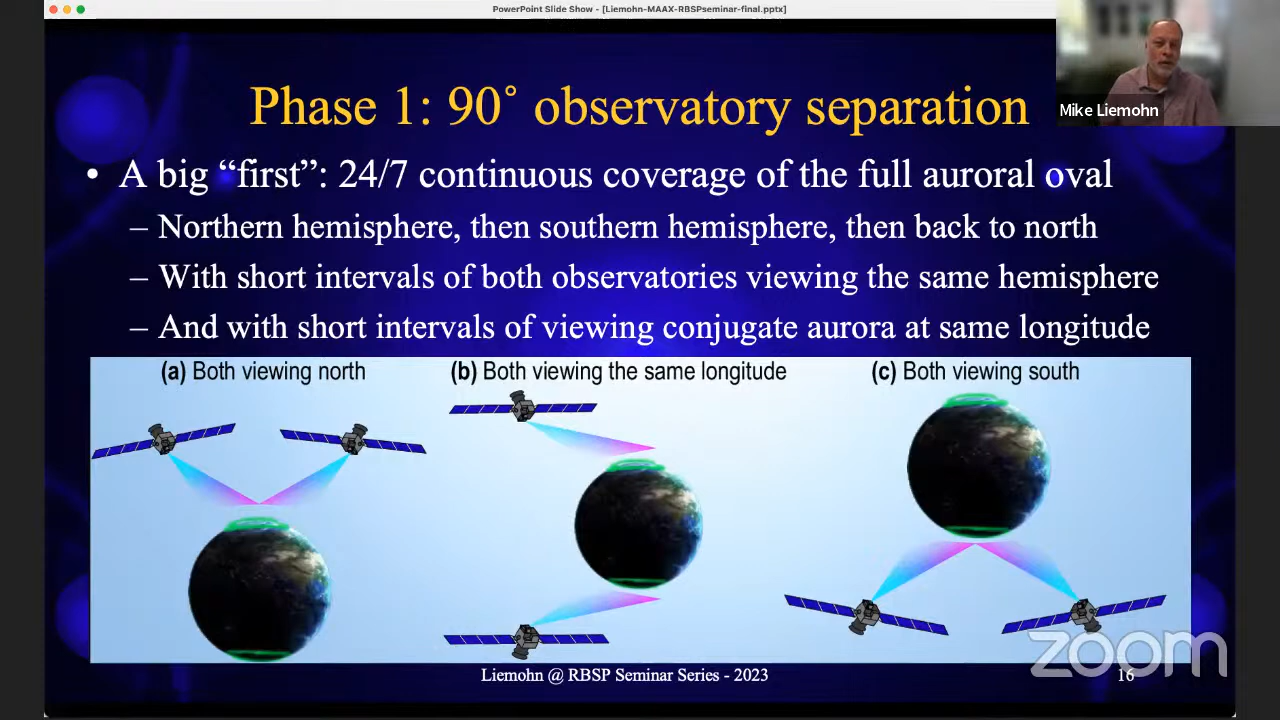 PowerPoint Slide Show - [Liemohn-MAAX-RBSPseminar-final.pptx]
Mike Liemohn
Phase 1: 90˚ observatory separation
• A big “first”: 24/7 continuous coverage of the full auroral oval
– Northern hemisphere, then southern hemisphere, then back to north
– With short intervals of both observatories viewing the same hemisphere
– And with short intervals of viewing conjugate aurora at same longitude
(a) Both viewing north
(b) Both viewing the same longitude
(c) Both viewing south
zoom
Liemohn @ RBSP Seminar Series - 2023
16